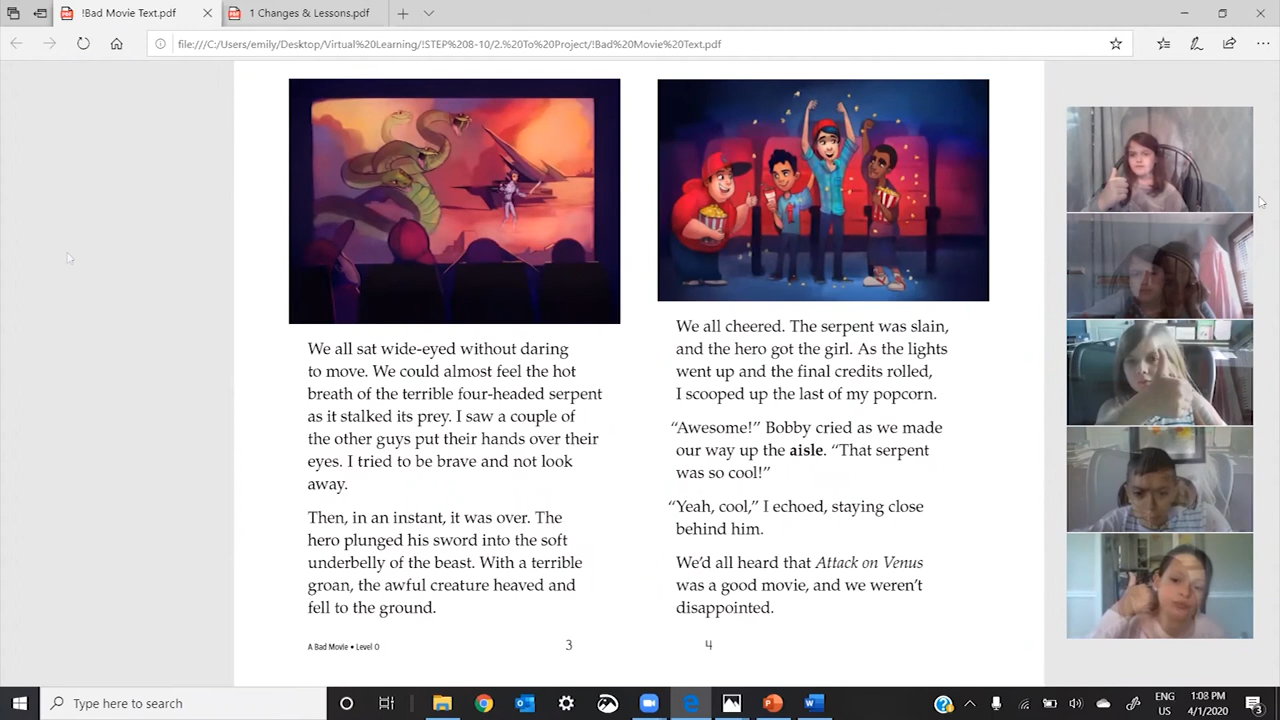 !Bad Movie Text.pdf
1 Changes & Lessons.pdf
file:///C:/Users/emily/Desktop/Virtual%20Learning/!STEP%208-10/2.%20To%20Project/!Bad%20Movie%20Text.pdf
We all sat wide-eyed without daring
to move. We could almost feel the hot
breath of the terrible four-headed serpent
as it stalked its prey. I saw a couple of
the other guys put their hands over their
eyes. I tried to be brave and not look
away.
Then, in an instant, it was over. The
hero plunged his sword into the soft
underbelly of the beast. With a terrible
groan, the awful creature heaved and
fell to the ground.
A Bad Movie • Level O
3
We all cheered. The serpent was slain,
and the hero got the girl. As the lights
went up and the final credits rolled,
I scooped up the last of my popcorn.
“Awesome!” Bobby cried as we made
our way up the aisle. “That serpent
was so cool!”
“Yeah, cool,” I echoed, staying close
behind him.
We’d all heard that Attack on Venus
was a good movie, and we weren’t
disappointed.
4
Type here to search
ENG
US
1:08 PM
4/1/2020
3